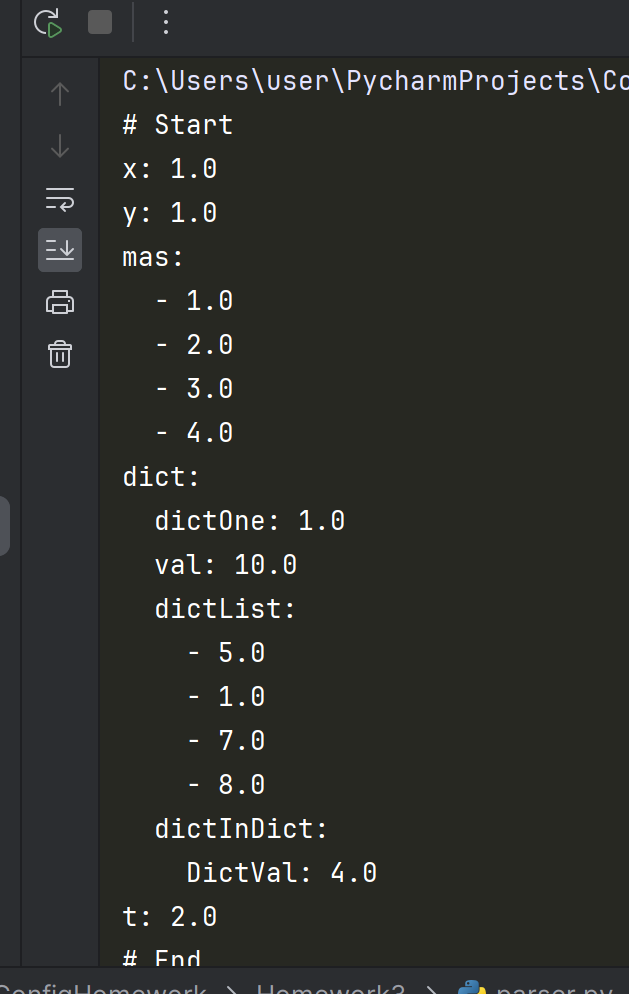 C:\Users\user\PycharmProjects\Co
# Start
x: 1.0
y: 1.0
mas:
  - 1.0
  - 2.0
  - 3.0
  - 4.0
dict:
  dictOne: 1.0
  val: 10.0
  dictList:
    - 5.0
    - 1.0
    - 7.0
    - 8.0
  dictInDict:
    DictVal: 4.0
t: 2.0
# End
ConfigHomework > Homework3 > parser.py